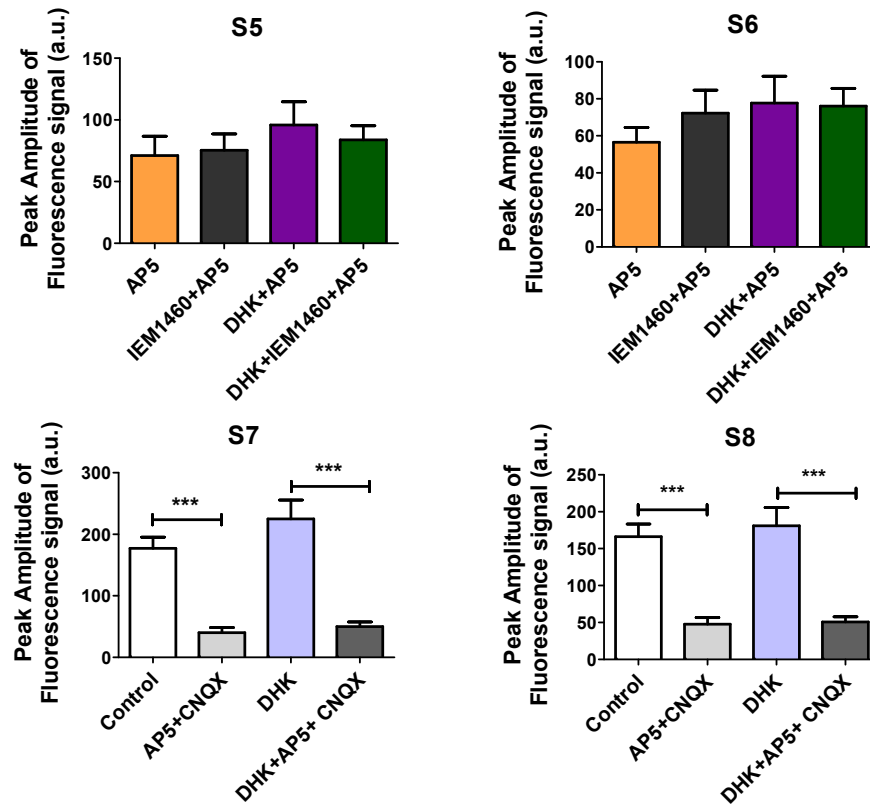 S5
Peak Amplitude of
Fluorescence signal (a.u.)
150
100
50
0
AP5
IEM1460+AP5
DHK+AP5
DHK+IEM1460+AP5
S6
Peak Amplitude of
Fluorescence signal (a.u.)
100
80
60
40
20
0
AP5
IEM1460+AP5
DHK+AP5
DHK+IEM1460+AP5
S7
Peak Amplitude of
Fluorescence signal (a.u.)
300
200
100
0
***
***
Control
AP5+CNQX
DHK
DHK+AP5+ CNQX
S8
Peak Amplitude of
Fluorescence signal (a.u.)
250
200
150
100
50
0
***
***
Control
AP5+CNQX
DHK
DHK+AP5+ CNQX